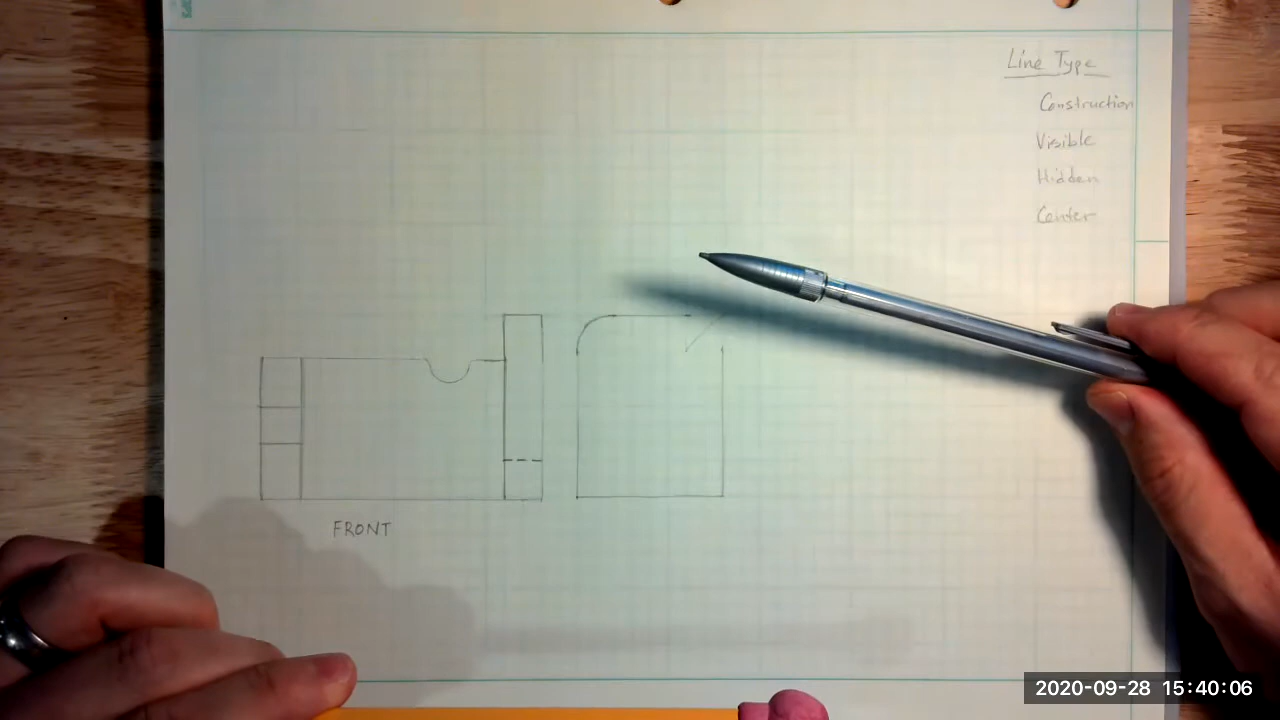 Line Type
Construction
Visible
Hidden
Center
FRONT
2020-09-28 15:40:06